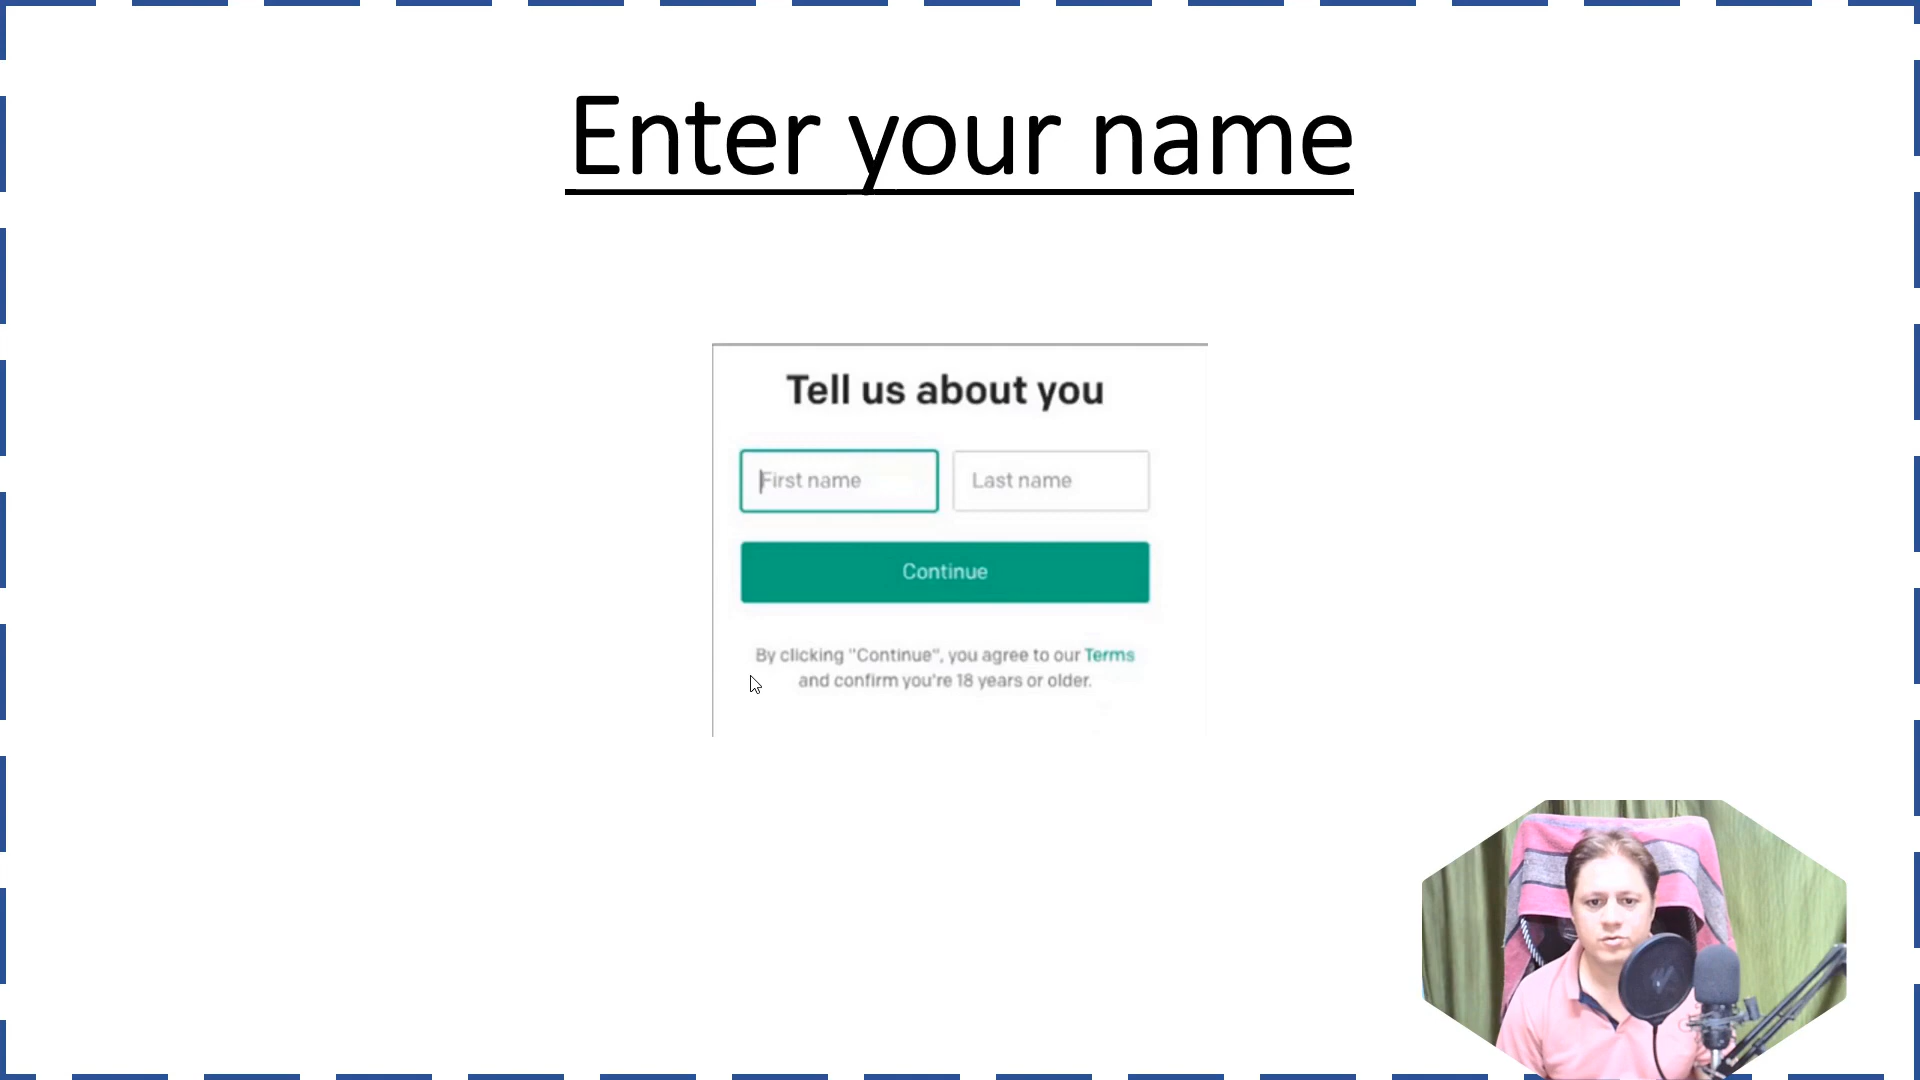 Enter your name
Tell us about you
First name
Last name
Continue
By clicking "Continue", you agree to our Terms
and confirm you're 18 years or older.